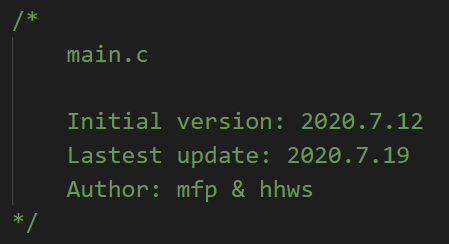 /*
main.c
Initial version: 2020.7.12
Lastest update: 2020.7.19
Author: mfp & hhws
*/